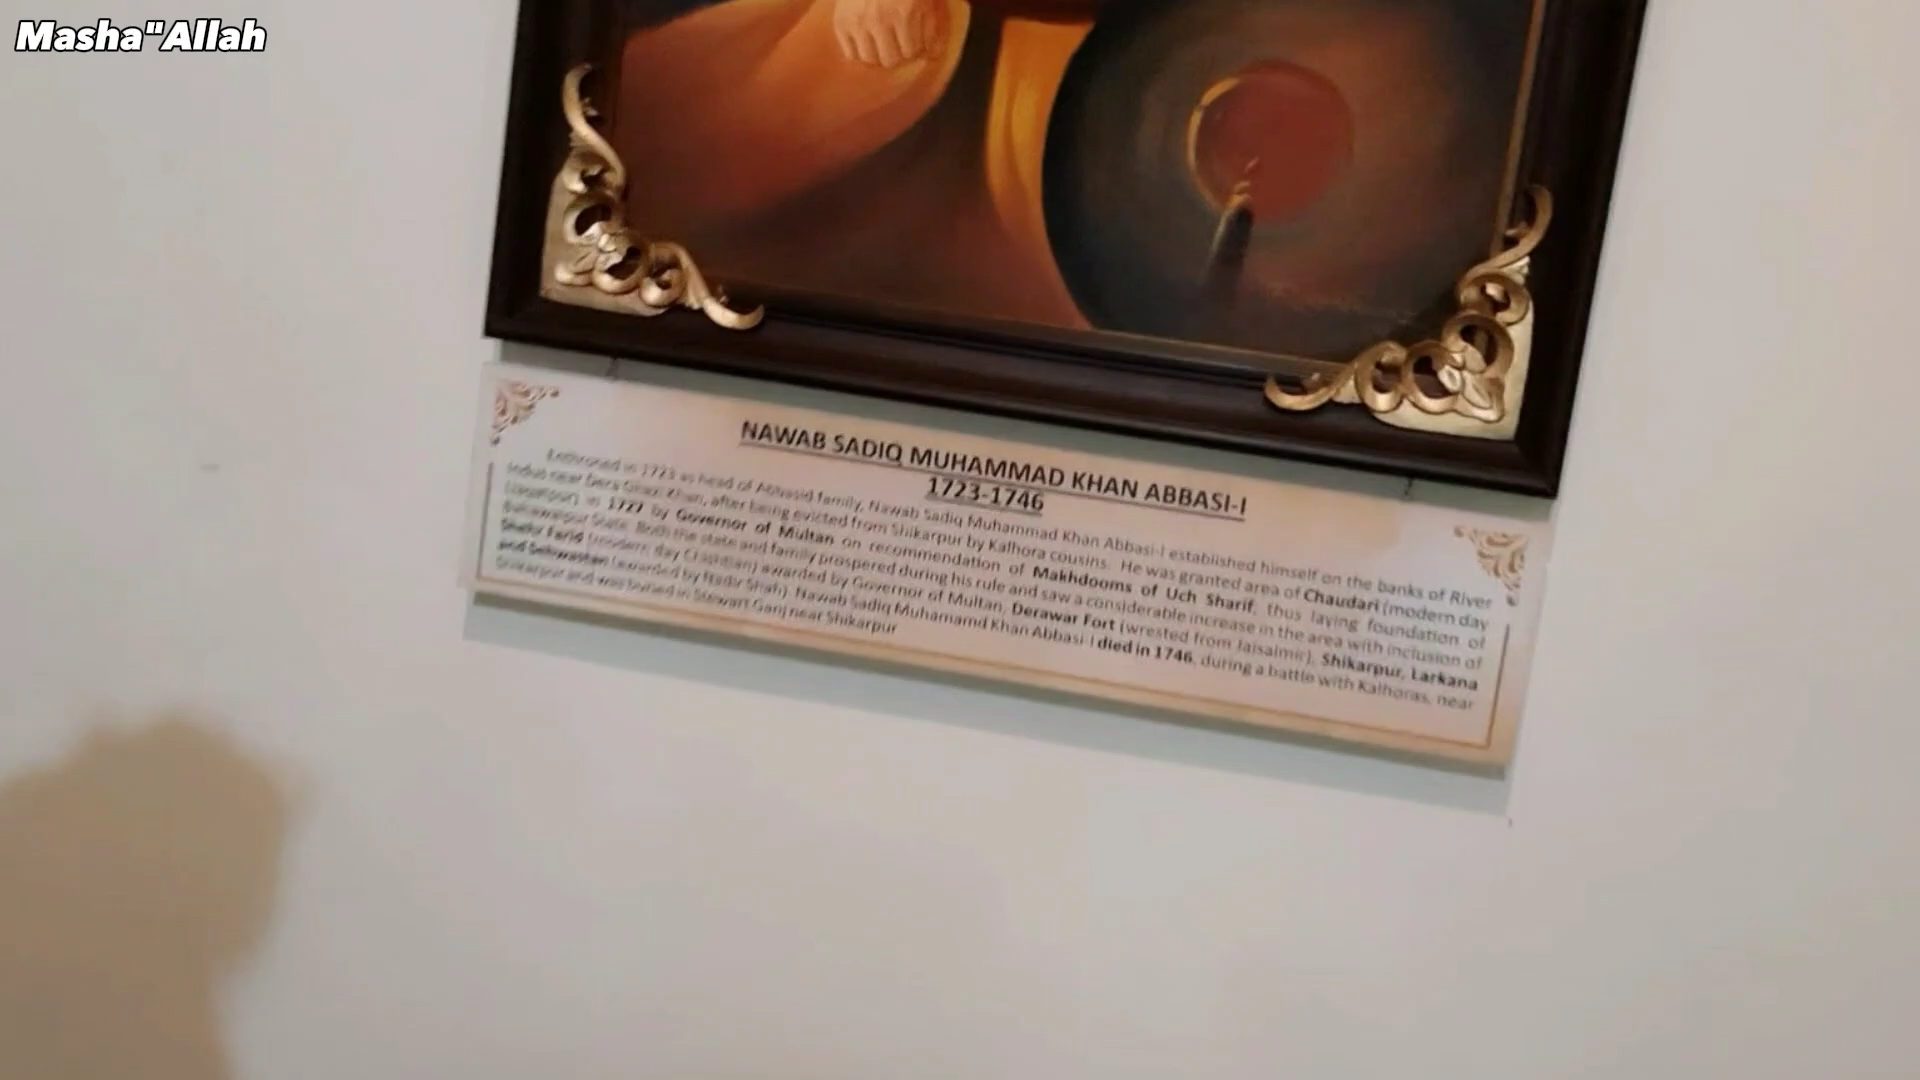 Masha"Allah
NAWAB SADIQ MUHAMMAD KHAN ABBASI-I
1723-1746
Enthroned in 1723 as head of Abbasid family, Nawab Sadiq Muhammad Khan Abbasi-I established himself on the banks of River
Indus near Dera Ghazi Khan, after being evicted from Shikarpur by Kalhora cousins. He was granted area of Chaudari (modern day
in 1727 by Governor of Multan on recommendation of Makhdooms of Uch Sharif, thus laying foundation of
Bahawalpur State. Both the state and family prospered during his rule and saw a considerable increase in the area with inclusion of
Shehr Farid (modern day Chishtian) awarded by Governor of Multan, Derawar Fort (wrested from Jaisalmir), Shikarpur, Larkana
and Sehwastan (awarded by Nadir Shah). Nawab Sadiq Muhamamd Khan Abbasi-I died in 1746, during a battle with Kalhoras, near
Shikarpur and was buried in Stewart Ganj near Shikarpur